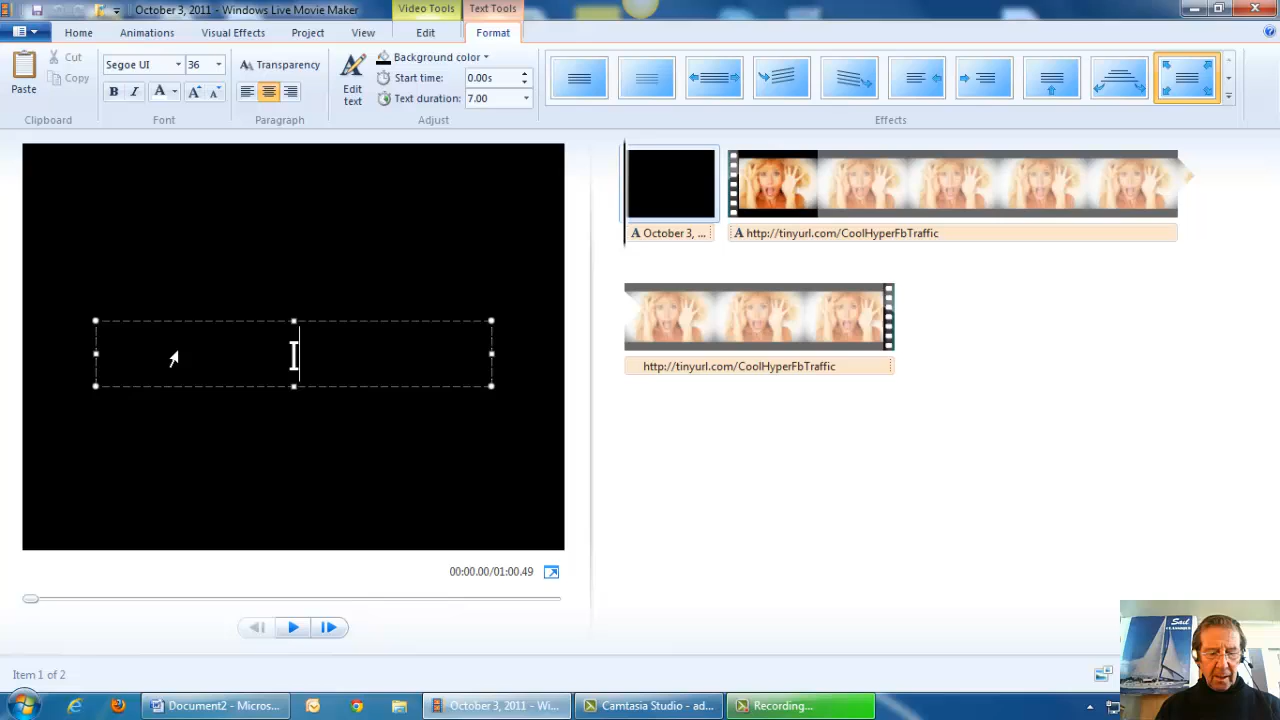 October 3, 2011 - Windows Live Movie Maker
Video Tools
Text Tools
Home
Animations
Visual Effects
Project
View
Edit
Format
Paste
Cut
Copy
Clipboard
Segoe UI
36
B I A A A
Font
Transparency
Paragraph
Edit text
Background color
Start time: 0.00s
Text duration: 7.00
Adjust
Effects
A October 3, ...
A http://tinyurl.com/CoolHyperFbTraffic
http://tinyurl.com/CoolHyperFbTraffic
00:00.00/01:00.49
Item 1 of 2
Sail
Document2 - Micros...
October 3, 2011 - Wi...
Camtasia Studio - ad...
Recording...